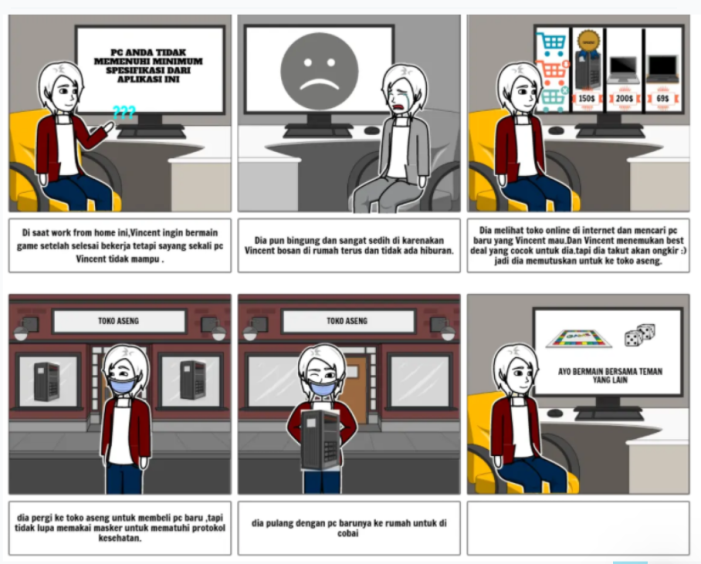 PC ANDA TIDAK
MEMENUHI MINIMUM
SPESIFIKASI DARI
APLIKASI INI
???
150$
200$
69$
Di saat work from home ini,Vincent ingin bermain
game setelah selesai bekerja tetapi sayang sekali pc
Vincent tidak mampu .
Dia pun bingung dan sangat sedih di karenakan
Vincent bosan di rumah terus dan tidak ada hiburan.
Dia melihat toko online di internet dan mencari pc
baru yang Vincent mau.Dan Vincent menemukan best
deal yang cocok untuk dia.tapi dia takut akan ongkir :)
jadi dia memutuskan untuk ke toko aseng.
TOKO ASENG
TOKO ASENG
AYO BERMAIN BERSAMA TEMAN
YANG LAIN
dia pergi ke toko aseng untuk membeli pc baru ,tapi
tidak lupa memakai masker untuk mematuhi protokol
kesehatan.
dia pulang dengan pc barunya ke rumah untuk di
cobai